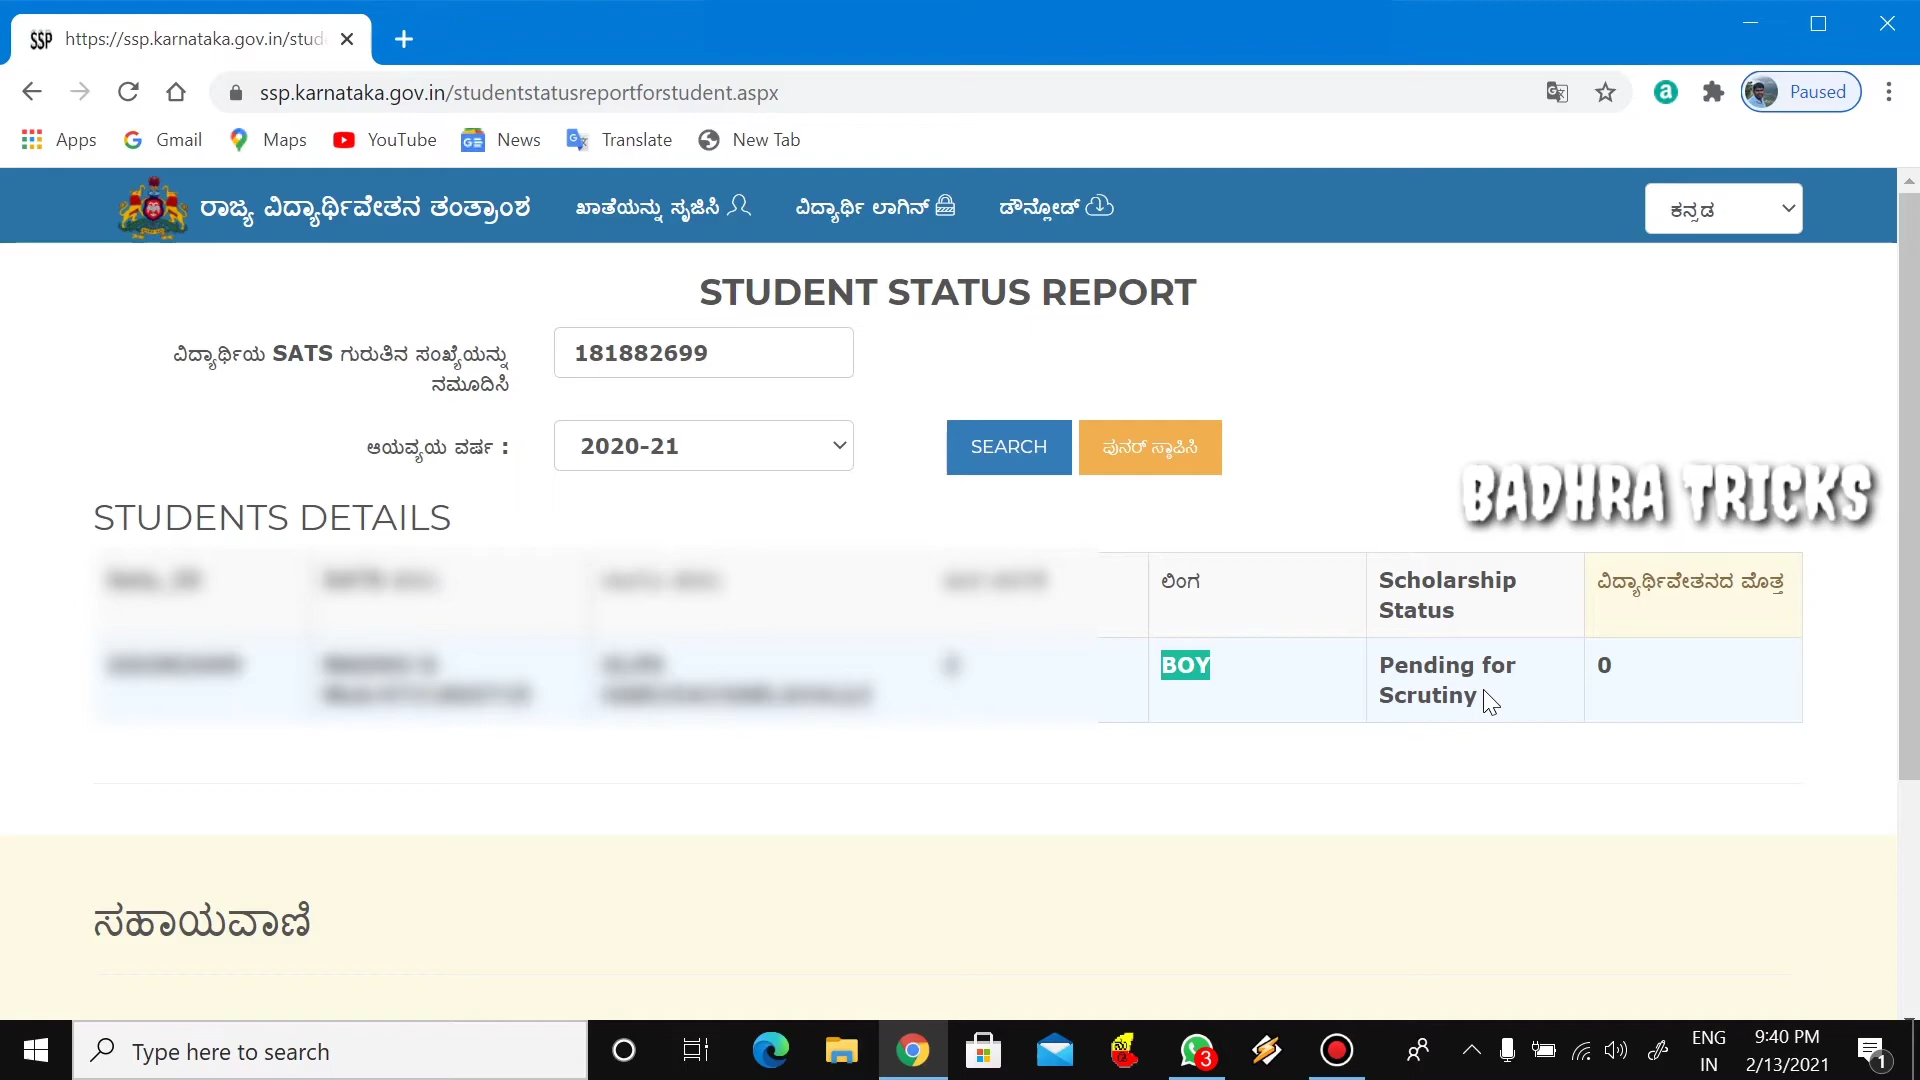 SSP https://ssp.karnataka.gov.in/stud
ssp.karnataka.gov.in/studentstatusreportforstudent.aspx
Paused
Apps Gmail Maps YouTube News Translate New Tab
ರಾಜ್ಯ ವಿದ್ಯಾರ್ಥಿವೇತನ ತಂತ್ರಾಂಶ ಖಾತೆಯನ್ನು ಸೃಜಿಸಿ ವಿದ್ಯಾರ್ಥಿ ಲಾಗಿನ್ ಡೌನ್ಲೋಡ್ ಕನ್ನಡ
STUDENT STATUS REPORT
ವಿದ್ಯಾರ್ಥಿಯ SATS ಗುರುತಿನ ಸಂಖ್ಯೆಯನ್ನು
ನಮೂದಿಸಿ
181882699
ಆಯವ್ಯಯ ವರ್ಷ :
2020-21
SEARCH ಪುನರ್ ಸ್ಥಾಪಿಸಿ
BADHRA TRICKS
STUDENTS DETAILS
ಲಿಂಗ
Scholarship
Status
ವಿದ್ಯಾರ್ಥಿವೇತನದ ಮೊತ್ತ
BOY
Pending for
Scrutiny
0
ಸಹಾಯವಾಣಿ
Type here to search
3
ENG
IN
9:40 PM
2/13/2021
1